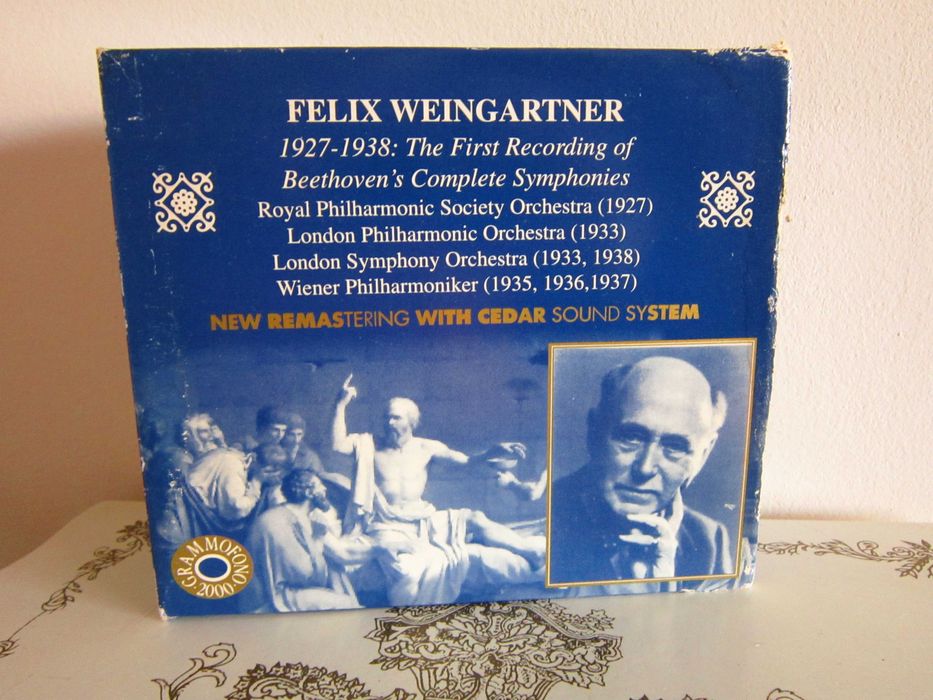 FELIX WEINGARTNER
1927-1938: The First Recording of
Beethoven's Complete Symphonies
Royal Philharmonic Society Orchestra (1927)
London Philharmonic Orchestra (1933)
London Symphony Orchestra (1933, 1938)
Wiener Philharmoniker (1935, 1936,1937)
NEW REMASTERING WITH CEDAR SOUND SYSTEM
GRAMMOFONO
· 2000 ·